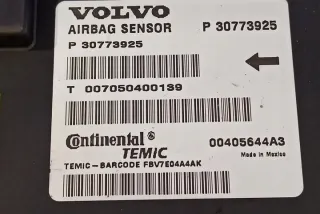 VOLVO
AIRBAG SENSOR P 30773925
P 30773925
T 007050400139
Continental ® 00405644A3
TEMIC Made in Mexico
TEMIC-BARCODE FBV7E04A4AK